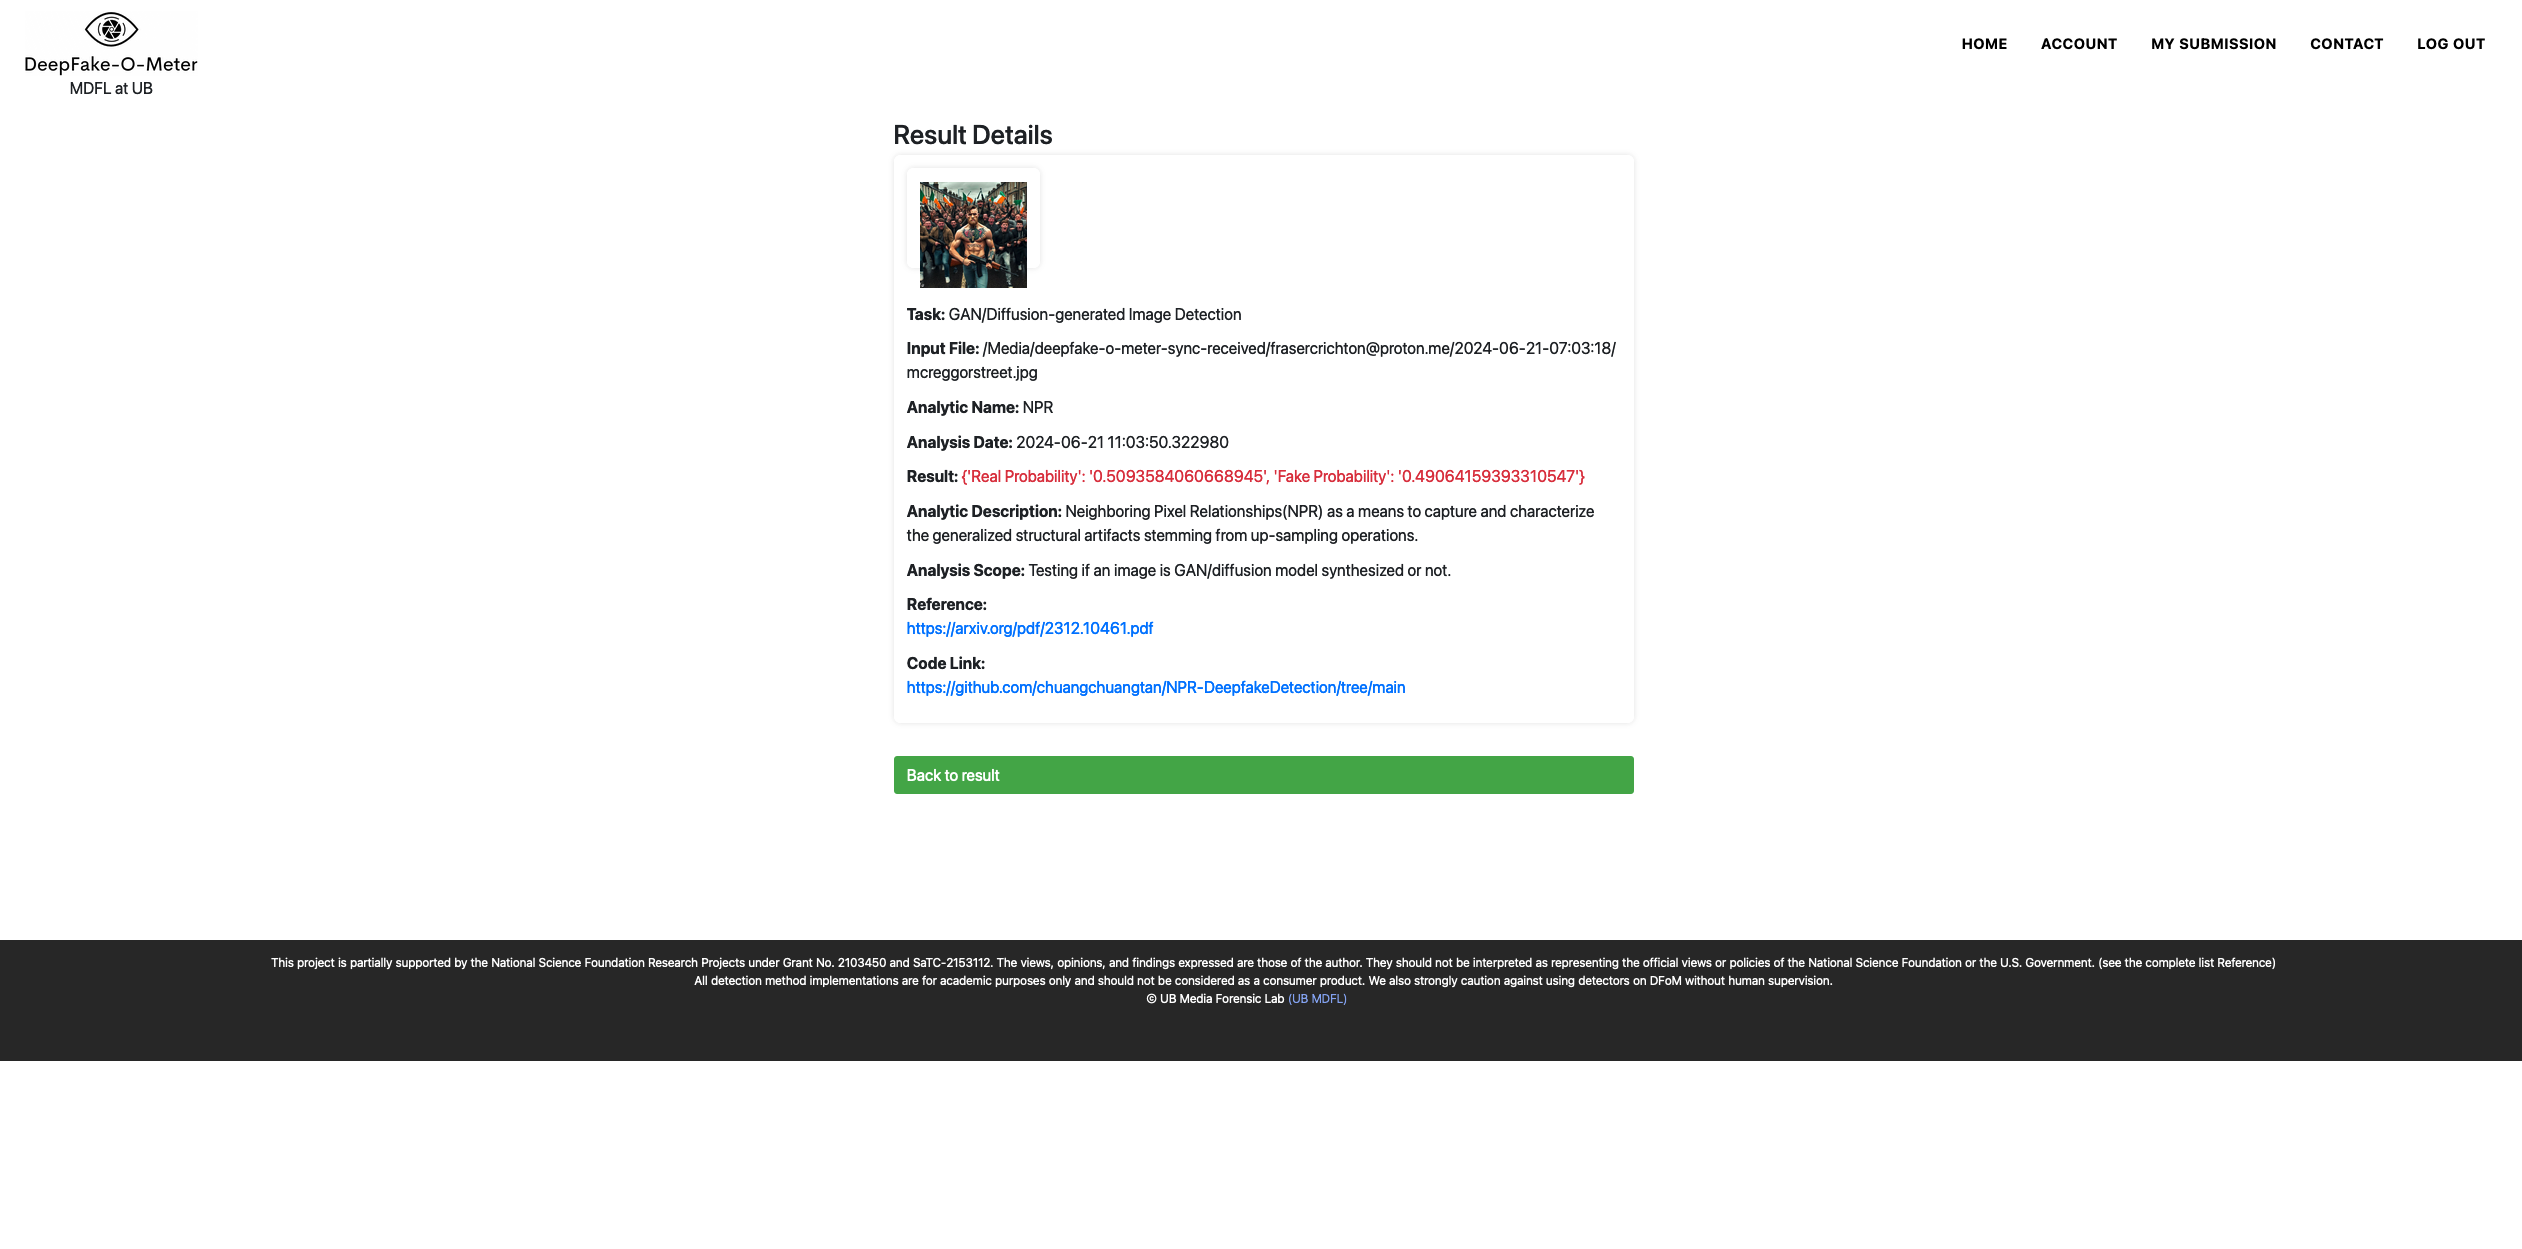 DeepFake-O-Meter
MDFL at UB
HOME ACCOUNT MY SUBMISSION CONTACT LOG OUT
Result Details
Task: GAN/Diffusion-generated Image Detection
Input File: /Media/deepfake-o-meter-sync-received/frasercrichton@proton.me/2024-06-21-07:03:18/
mcreggorstreet.jpg
Analytic Name: NPR
Analysis Date: 2024-06-21 11:03:50.322980
Result: {'Real Probability': '0.5093584060668945', 'Fake Probability': '0.49064159393310547'}
Analytic Description: Neighboring Pixel Relationships(NPR) as a means to capture and characterize
the generalized structural artifacts stemming from up-sampling operations.
Analysis Scope: Testing if an image is GAN/diffusion model synthesized or not.
Reference:
https://arxiv.org/pdf/2312.10461.pdf
Code Link:
https://github.com/chuangchuangtan/NPR-DeepfakeDetection/tree/main
Back to result
This project is partially supported by the National Science Foundation Research Projects under Grant No. 2103450 and SaTC-2153112. The views, opinions, and findings expressed are those of the author. They should not be interpreted as representing the official views or policies of the National Science Foundation or the U.S. Government. (see the complete list Reference)
All detection method implementations are for academic purposes only and should not be considered as a consumer product. We also strongly caution against using detectors on DFoM without human supervision.
© UB Media Forensic Lab (UB MDFL)